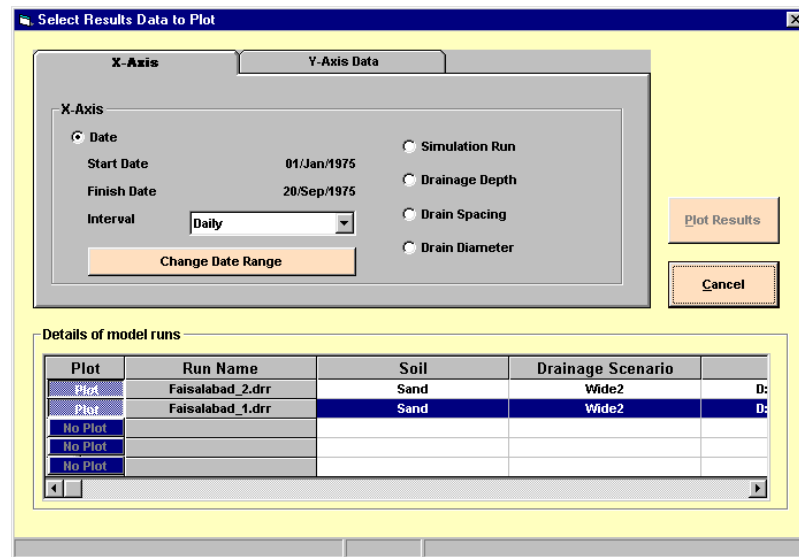 Select Results Data to Plot
X-Axis
Y-Axis Data
X-Axis
Date
Start Date 01/Jan/1975
Finish Date 20/Sep/1975
Interval Daily
Change Date Range
Simulation Run
Drainage Depth
Drain Spacing
Drain Diameter
Plot Results
Cancel
Details of model runs
Plot Run Name Soil Drainage Scenario
Plot Faisalabad_2.drr Sand Wide2 D:
Plot Faisalabad_1.drr Sand Wide2 D:
No Plot
No Plot
No Plot